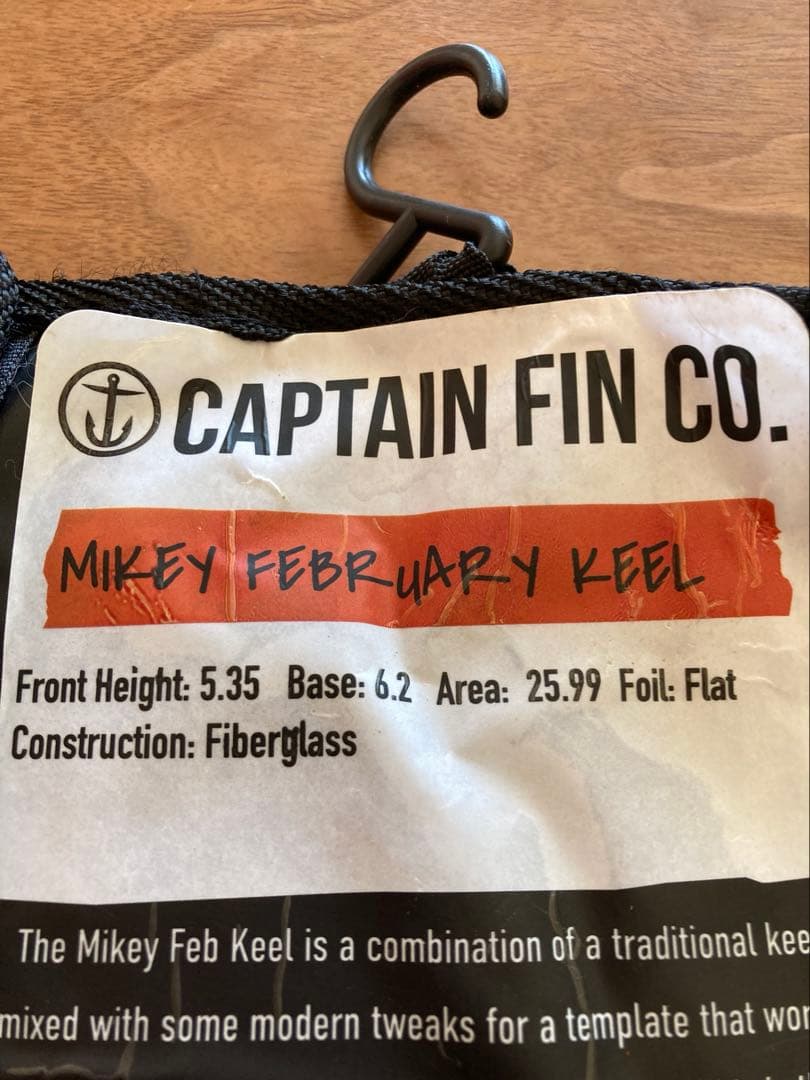 CAPTAIN FIN CO.
MIKEY FEBRUARY KEEL
Front Height: 5.35 Base: 6.2 Area: 25.99 Foil: Flat
Construction: Fiberglass
The Mikey Feb Keel is a combination of a traditional kee
mixed with some modern tweaks for a template that wor